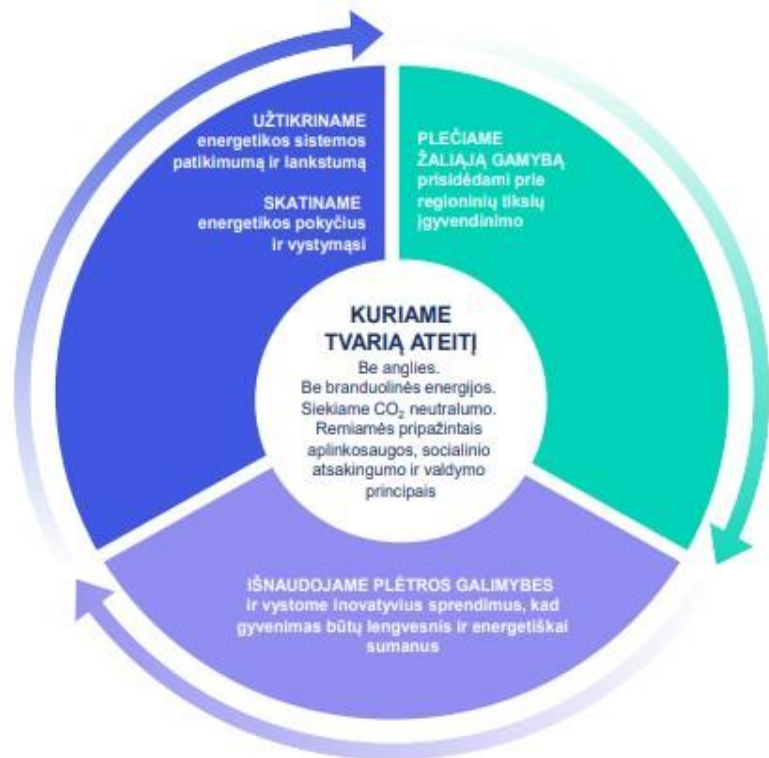 UŽTIKRINAME
energetikos sistemos
patikimumą ir lankstumą
SKATINAME
energetikos pokyčius
ir vystymąsi
PLEČIAME
ŽALIĄJĄ GAMYBĄ
prisidėdami prie
regioninių tikslų
įgyvendinimo
KURIAME
TVARIĄ ATEITĮ
Be anglies.
Be branduolinės energijos.
Siekiame CO₂ neutralumo.
Remiamės pripažintais
aplinkosaugos, socialinio
atsakingumo ir valdymo
principais
IŠNAUDOJAME PLĖTROS GALIMYBES
ir vystome inovatyvius sprendimus, kad
gyvenimas būtų lengvesnis ir energetiškai
sumanus